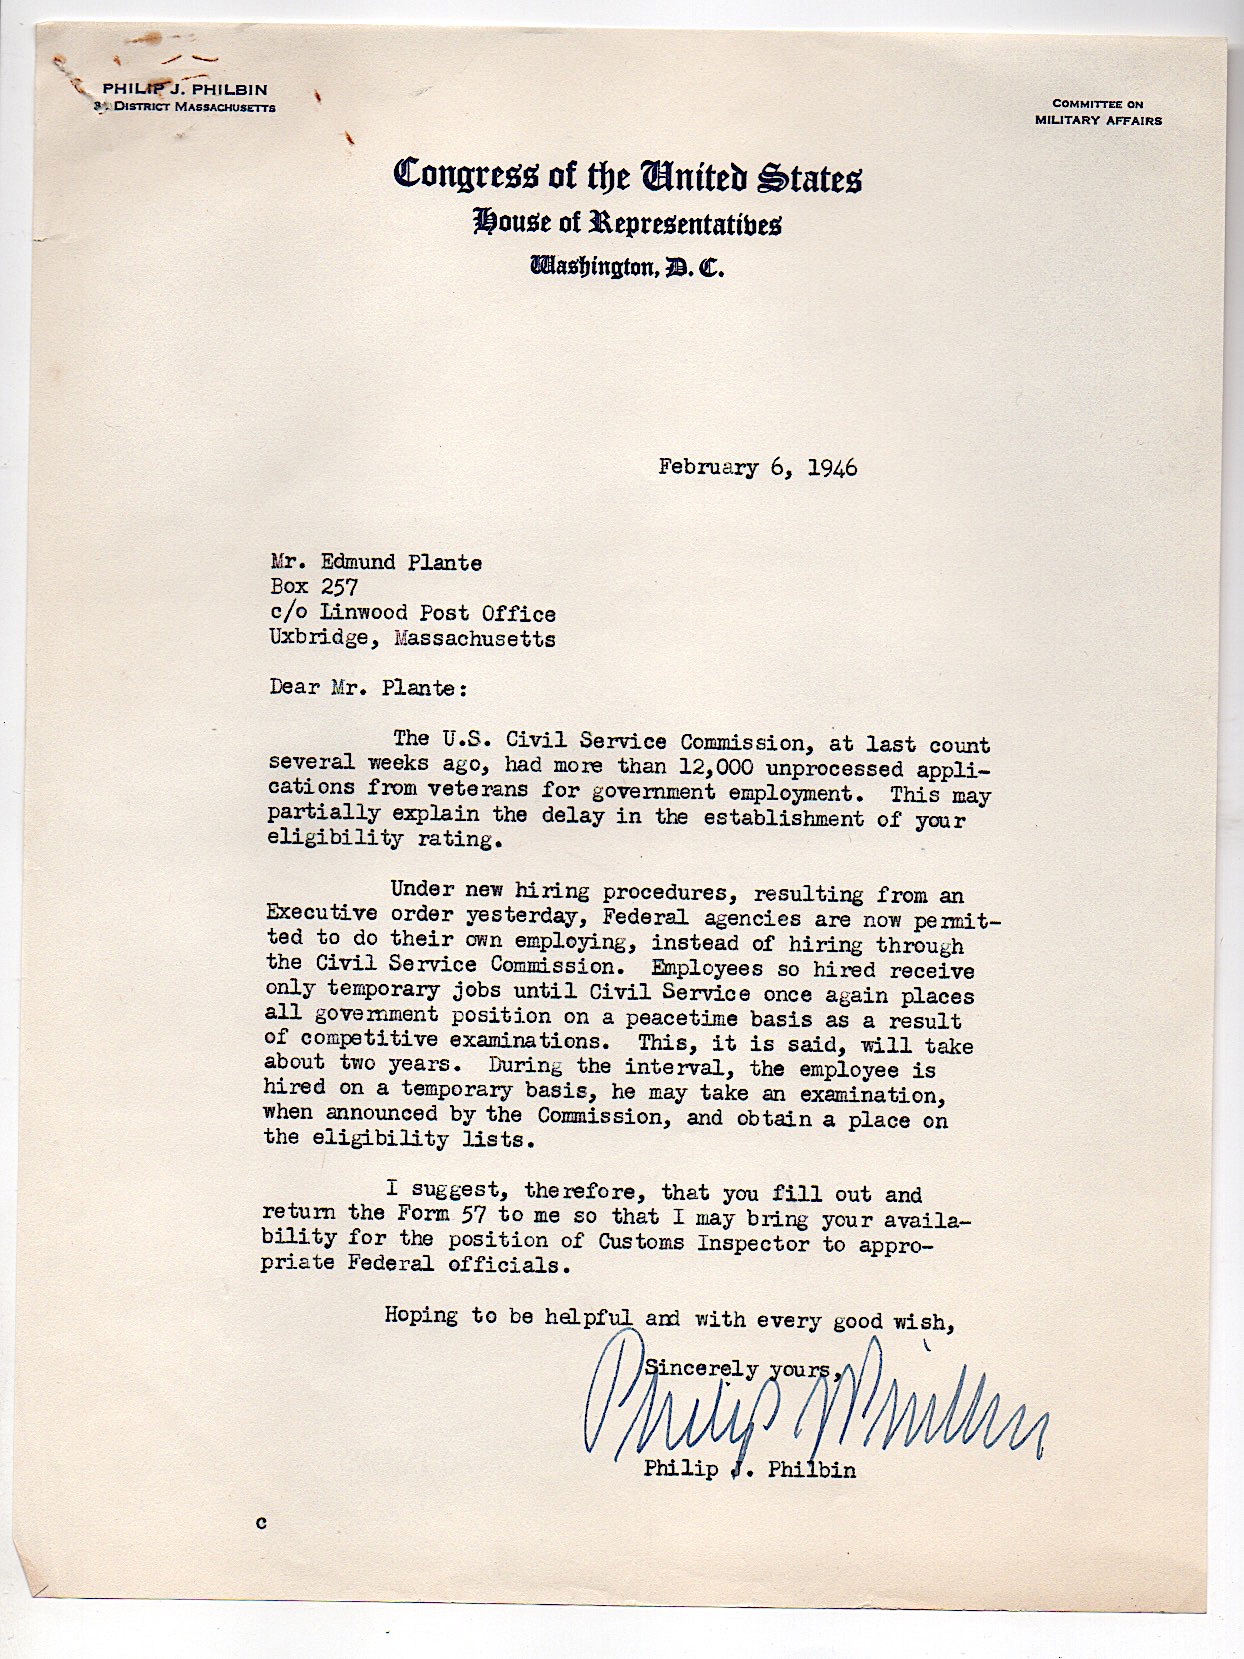 PHILIP J. PHILBIN
3d District Massachusetts
Committee on
MILITARY AFFAIRS
Congress of the United States
House of Representatives
Washington, D. C.
February 6, 1946
Mr. Edmund Plante
Box 257
c/o Linwood Post Office
Uxbridge, Massachusetts
Dear Mr. Plante:
The U.S. Civil Service Commission, at last count
several weeks ago, had more than 12,000 unprocessed appli-
cations from veterans for government employment. This may
partially explain the delay in the establishment of your
eligibility rating.
Under new hiring procedures, resulting from an
Executive order yesterday, Federal agencies are now permit-
ted to do their own employing, instead of hiring through
the Civil Service Commission. Employees so hired receive
only temporary jobs until Civil Service once again places
all government position on a peacetime basis as a result
of competitive examinations. This, it is said, will take
about two years. During the interval, the employee is
hired on a temporary basis, he may take an examination,
when announced by the Commission, and obtain a place on
the eligibility lists.
I suggest, therefore, that you fill out and
return the Form 57 to me so that I may bring your availa-
bility for the position of Customs Inspector to appro-
priate Federal officials.
Hoping to be helpful and with every good wish,
Sincerely yours,
Philip J Philbin
Philip J. Philbin
c